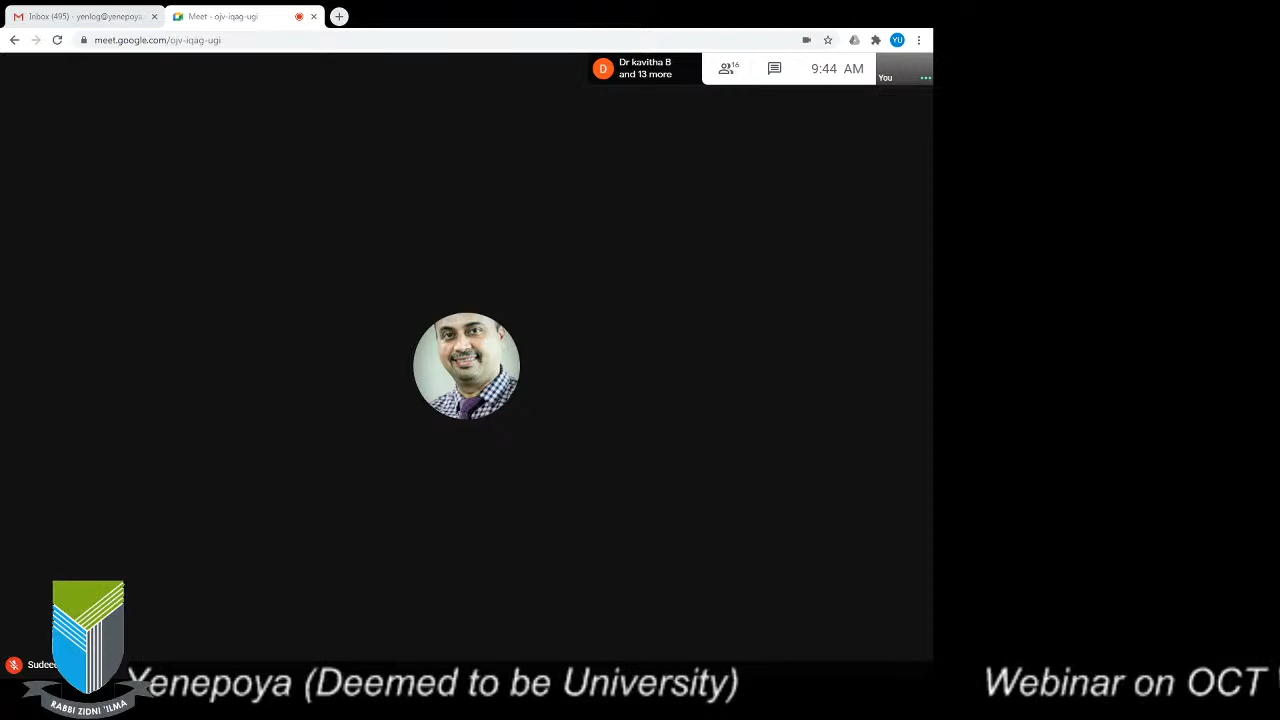 Inbox (495) - yenlog@yenepoya.
Meet - ojv-iqag-ugi
meet.google.com/ojv-iqag-ugi
YU
D
Dr kavitha B
and 13 more
16
9:44 AM
You
Yenepoya (Deemed to be University)
Webinar on OCT
RABBI ZIDNI 'ILMA